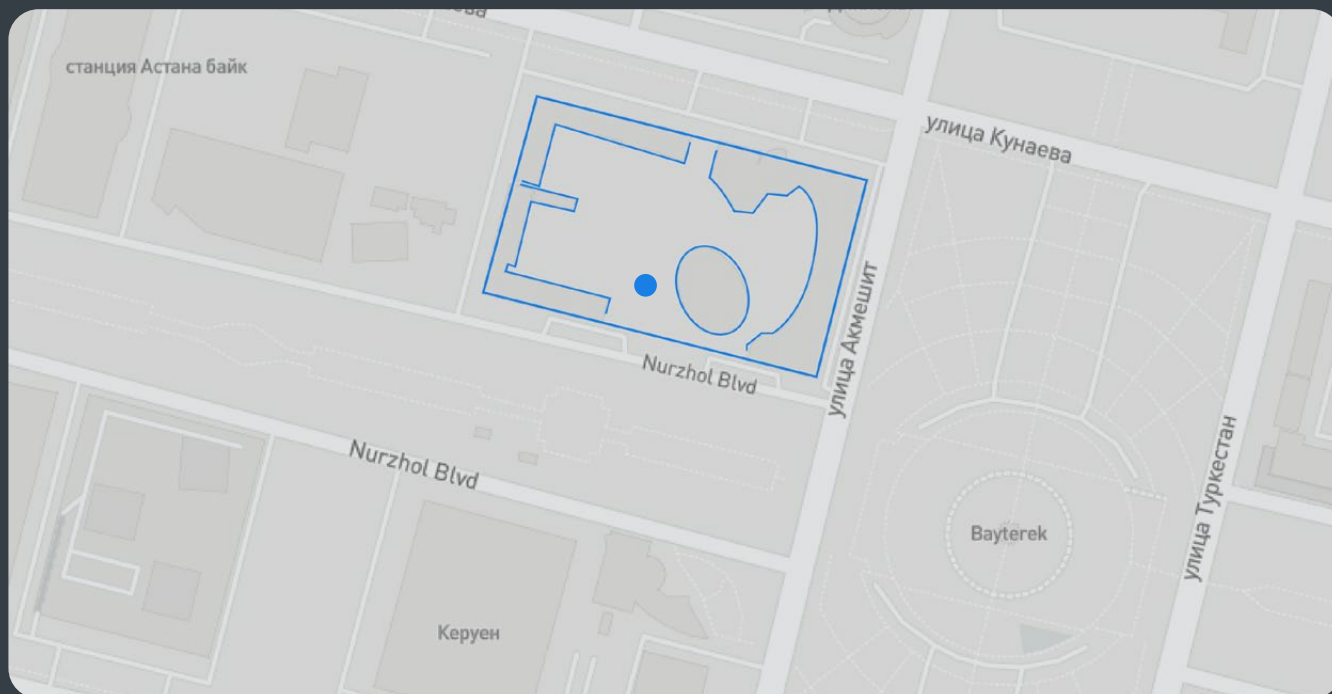 станция Астана байк
улица Кунаева
улица Акмешит
Nurzhol Blvd
Nurzhol Blvd
улица Туркестан
Bayterek
Керуен